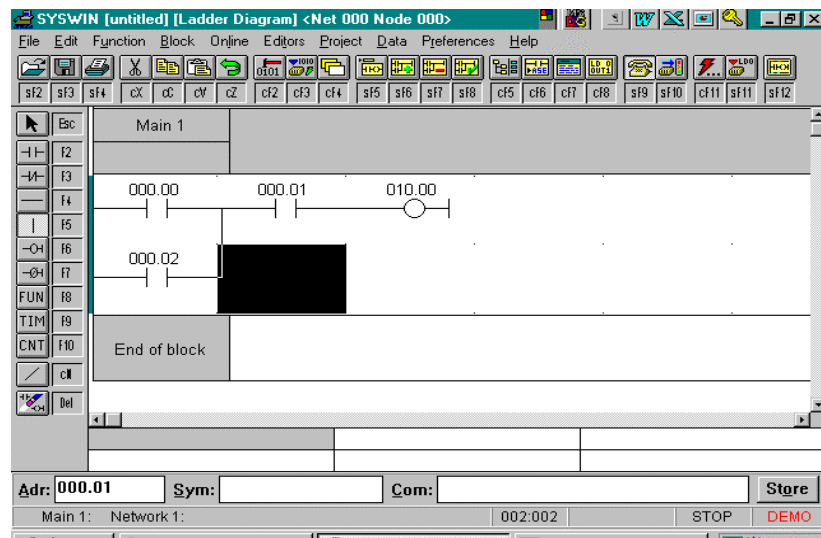 SYSWIN [untitled] [Ladder Diagram] <Net 000 Node 000>
File Edit Function Block Online Editors Project Data Preferences Help
sf2 sf3 sf4 cX cC cV cZ cf2 cf3 cf4 sf5 sf6 sf7 sf8 cf5 cf6 cf7 cf8 sf9 sf10 cf11 sf11 sf12
Esc
Main 1
F2
F3
000.00 000.01 010.00
F4
F5
F6
000.02
F7
FUN F8
TIM F9
CNT F10
End of block
Del
Adr: 000.01 Sym: Com: Store
Main 1: Network 1: 002:002 STOP DEMO